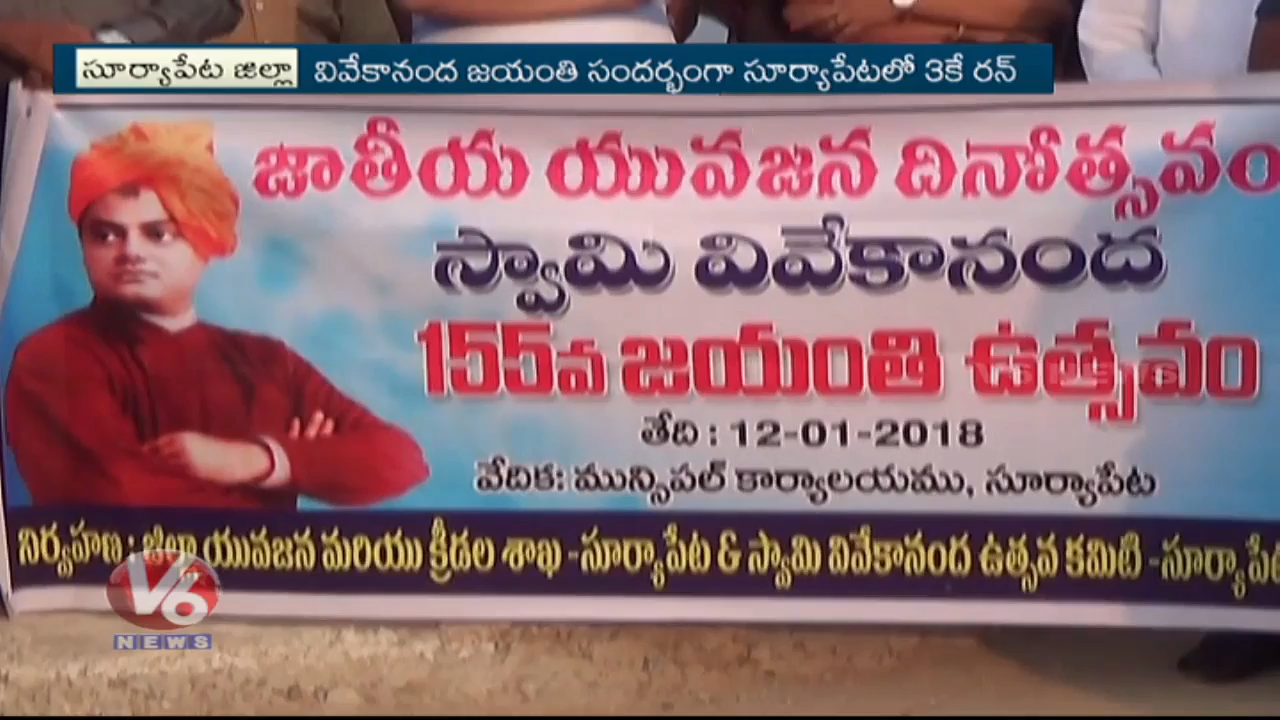 సూర్యాపేట జిల్లా వివేకానంద జయంతి సందర్భంగా సూర్యాపేటలో 3కే రన్
జాతీయ యువజన దినోత్సవం
స్వామి వివేకానంద
155వ జయంతి ఉత్సవం
తేది : 12-01-2018
వేదిక: మున్సిపల్ కార్యాలయము, సూర్యాపేట
నిర్వహణ : జిల్లా యువజన మరియు క్రీడల శాఖ -సూర్యాపేట & స్వామి వివేకానంద ఉత్సవ కమిటి -సూర్యాపేట
V6
NEWS